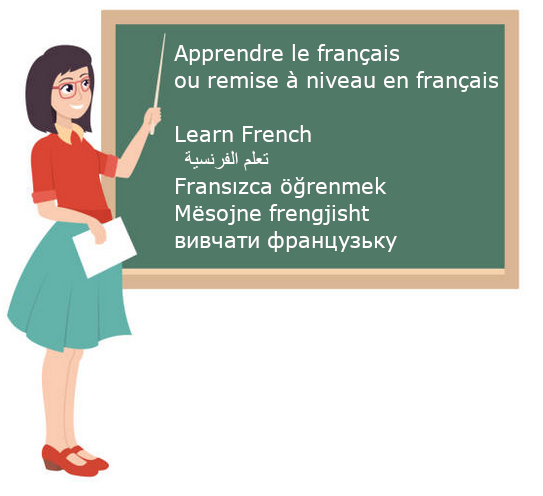 Apprendre le français
ou remise à niveau en français
Learn French
تعلم الفرنسية
Fransızca öğrenmek
Mësojne frengjisht
вивчати французьку